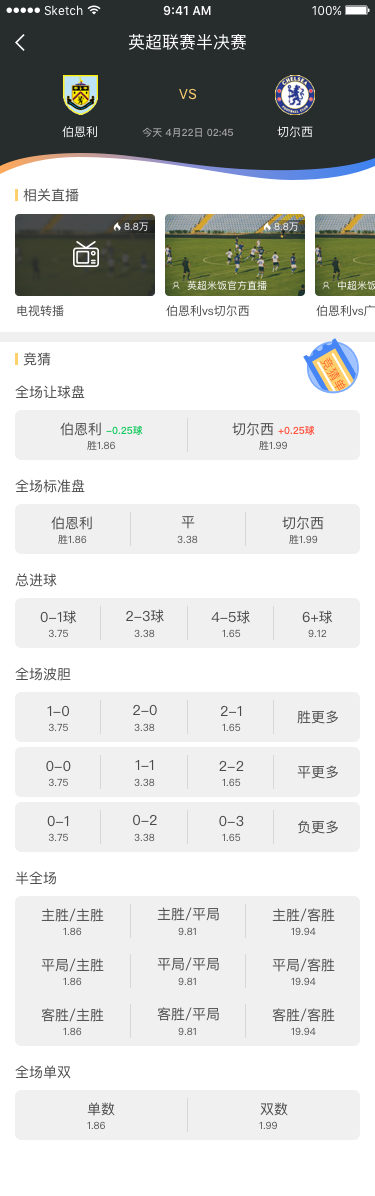 Sketch 9:41 AM 100%
英超联赛半决赛
VS
伯恩利 今天 4月22日 02:45 切尔西
相关直播
8.8万 8.8万
英超米饭官方直播 中超米饭
电视转播 伯恩利vs切尔西 伯恩利vs广
竞猜
竞猜单
全场让球盘
伯恩利 -0.25球 切尔西 +0.25球
胜1.86 胜1.99
全场标准盘
伯恩利 平 切尔西
胜1.86 3.38 胜1.99
总进球
0-1球 2-3球 4-5球 6+球
3.75 3.38 1.65 9.12
全场波胆
1-0 2-0 2-1 胜更多
3.75 3.38 1.65
0-0 1-1 2-2 平更多
3.75 3.38 1.65
0-1 0-2 0-3 负更多
3.75 3.38 1.65
半全场
主胜/主胜 主胜/平局 主胜/客胜
1.86 9.81 19.94
平局/主胜 平局/平局 平局/客胜
1.86 9.81 19.94
客胜/主胜 客胜/平局 客胜/客胜
1.86 9.81 19.94
全场单双
单数 双数
1.86 1.99